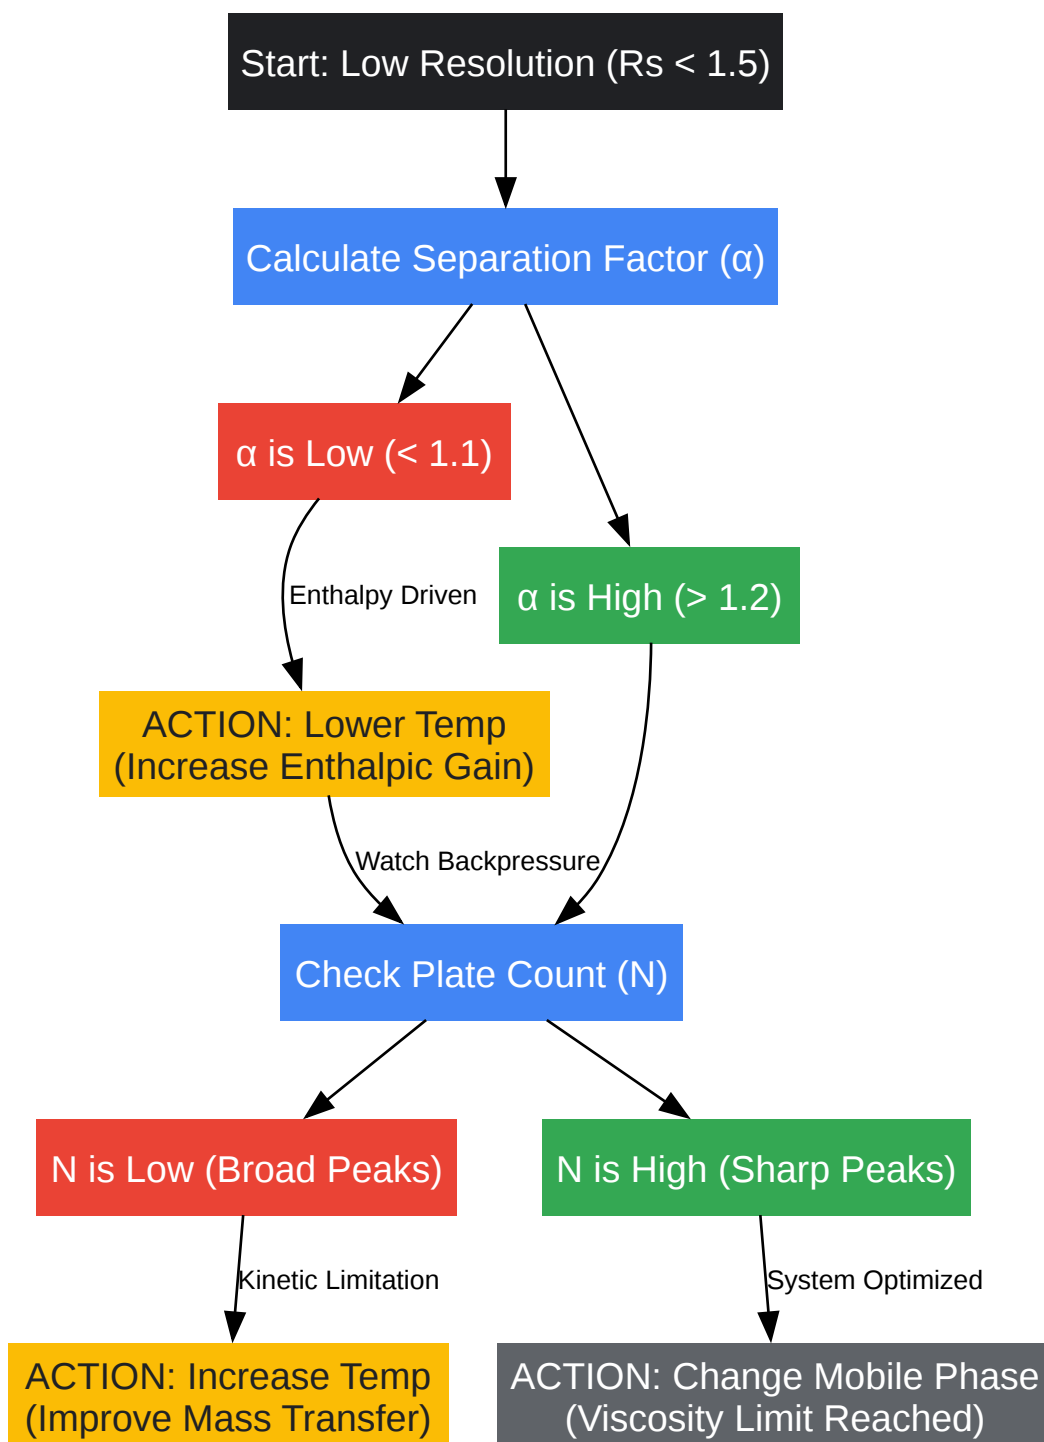 Start: Low Resolution (Rs < 1.5)
Calculate Separation Factor (α)
α is Low (< 1.1)
Enthalpy Driven
α is High (> 1.2)
ACTION: Lower Temp
(Increase Enthalpic Gain)
Watch Backpressure
Check Plate Count (N)
N is Low (Broad Peaks)
N is High (Sharp Peaks)
Kinetic Limitation
System Optimized
ACTION: Increase Temp
(Improve Mass Transfer)
ACTION: Change Mobile Phase
(Viscosity Limit Reached)